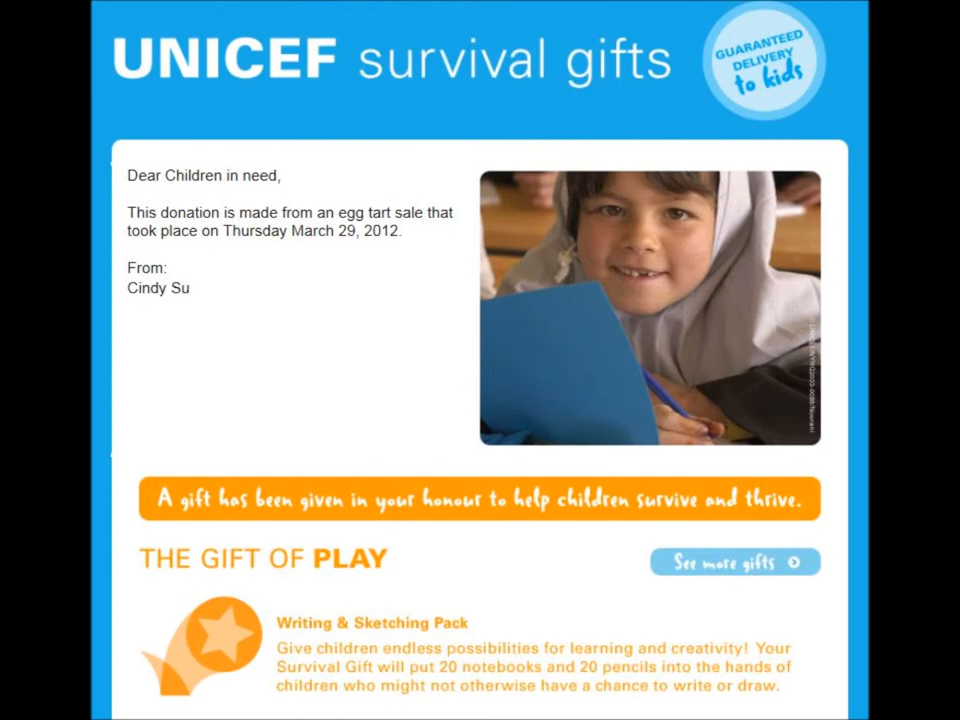 UNICEF survival gifts
GUARANTEED
DELIVERY
to kids
Dear Children in need,
This donation is made from an egg tart sale that
took place on Thursday March 29, 2012.
From:
Cindy Su
A gift has been given in your honour to help children survive and thrive.
THE GIFT OF PLAY
See more gifts
Writing & Sketching Pack
Give children endless possibilities for learning and creativity! Your
Survival Gift will put 20 notebooks and 20 pencils into the hands of
children who might not otherwise have a chance to write or draw.